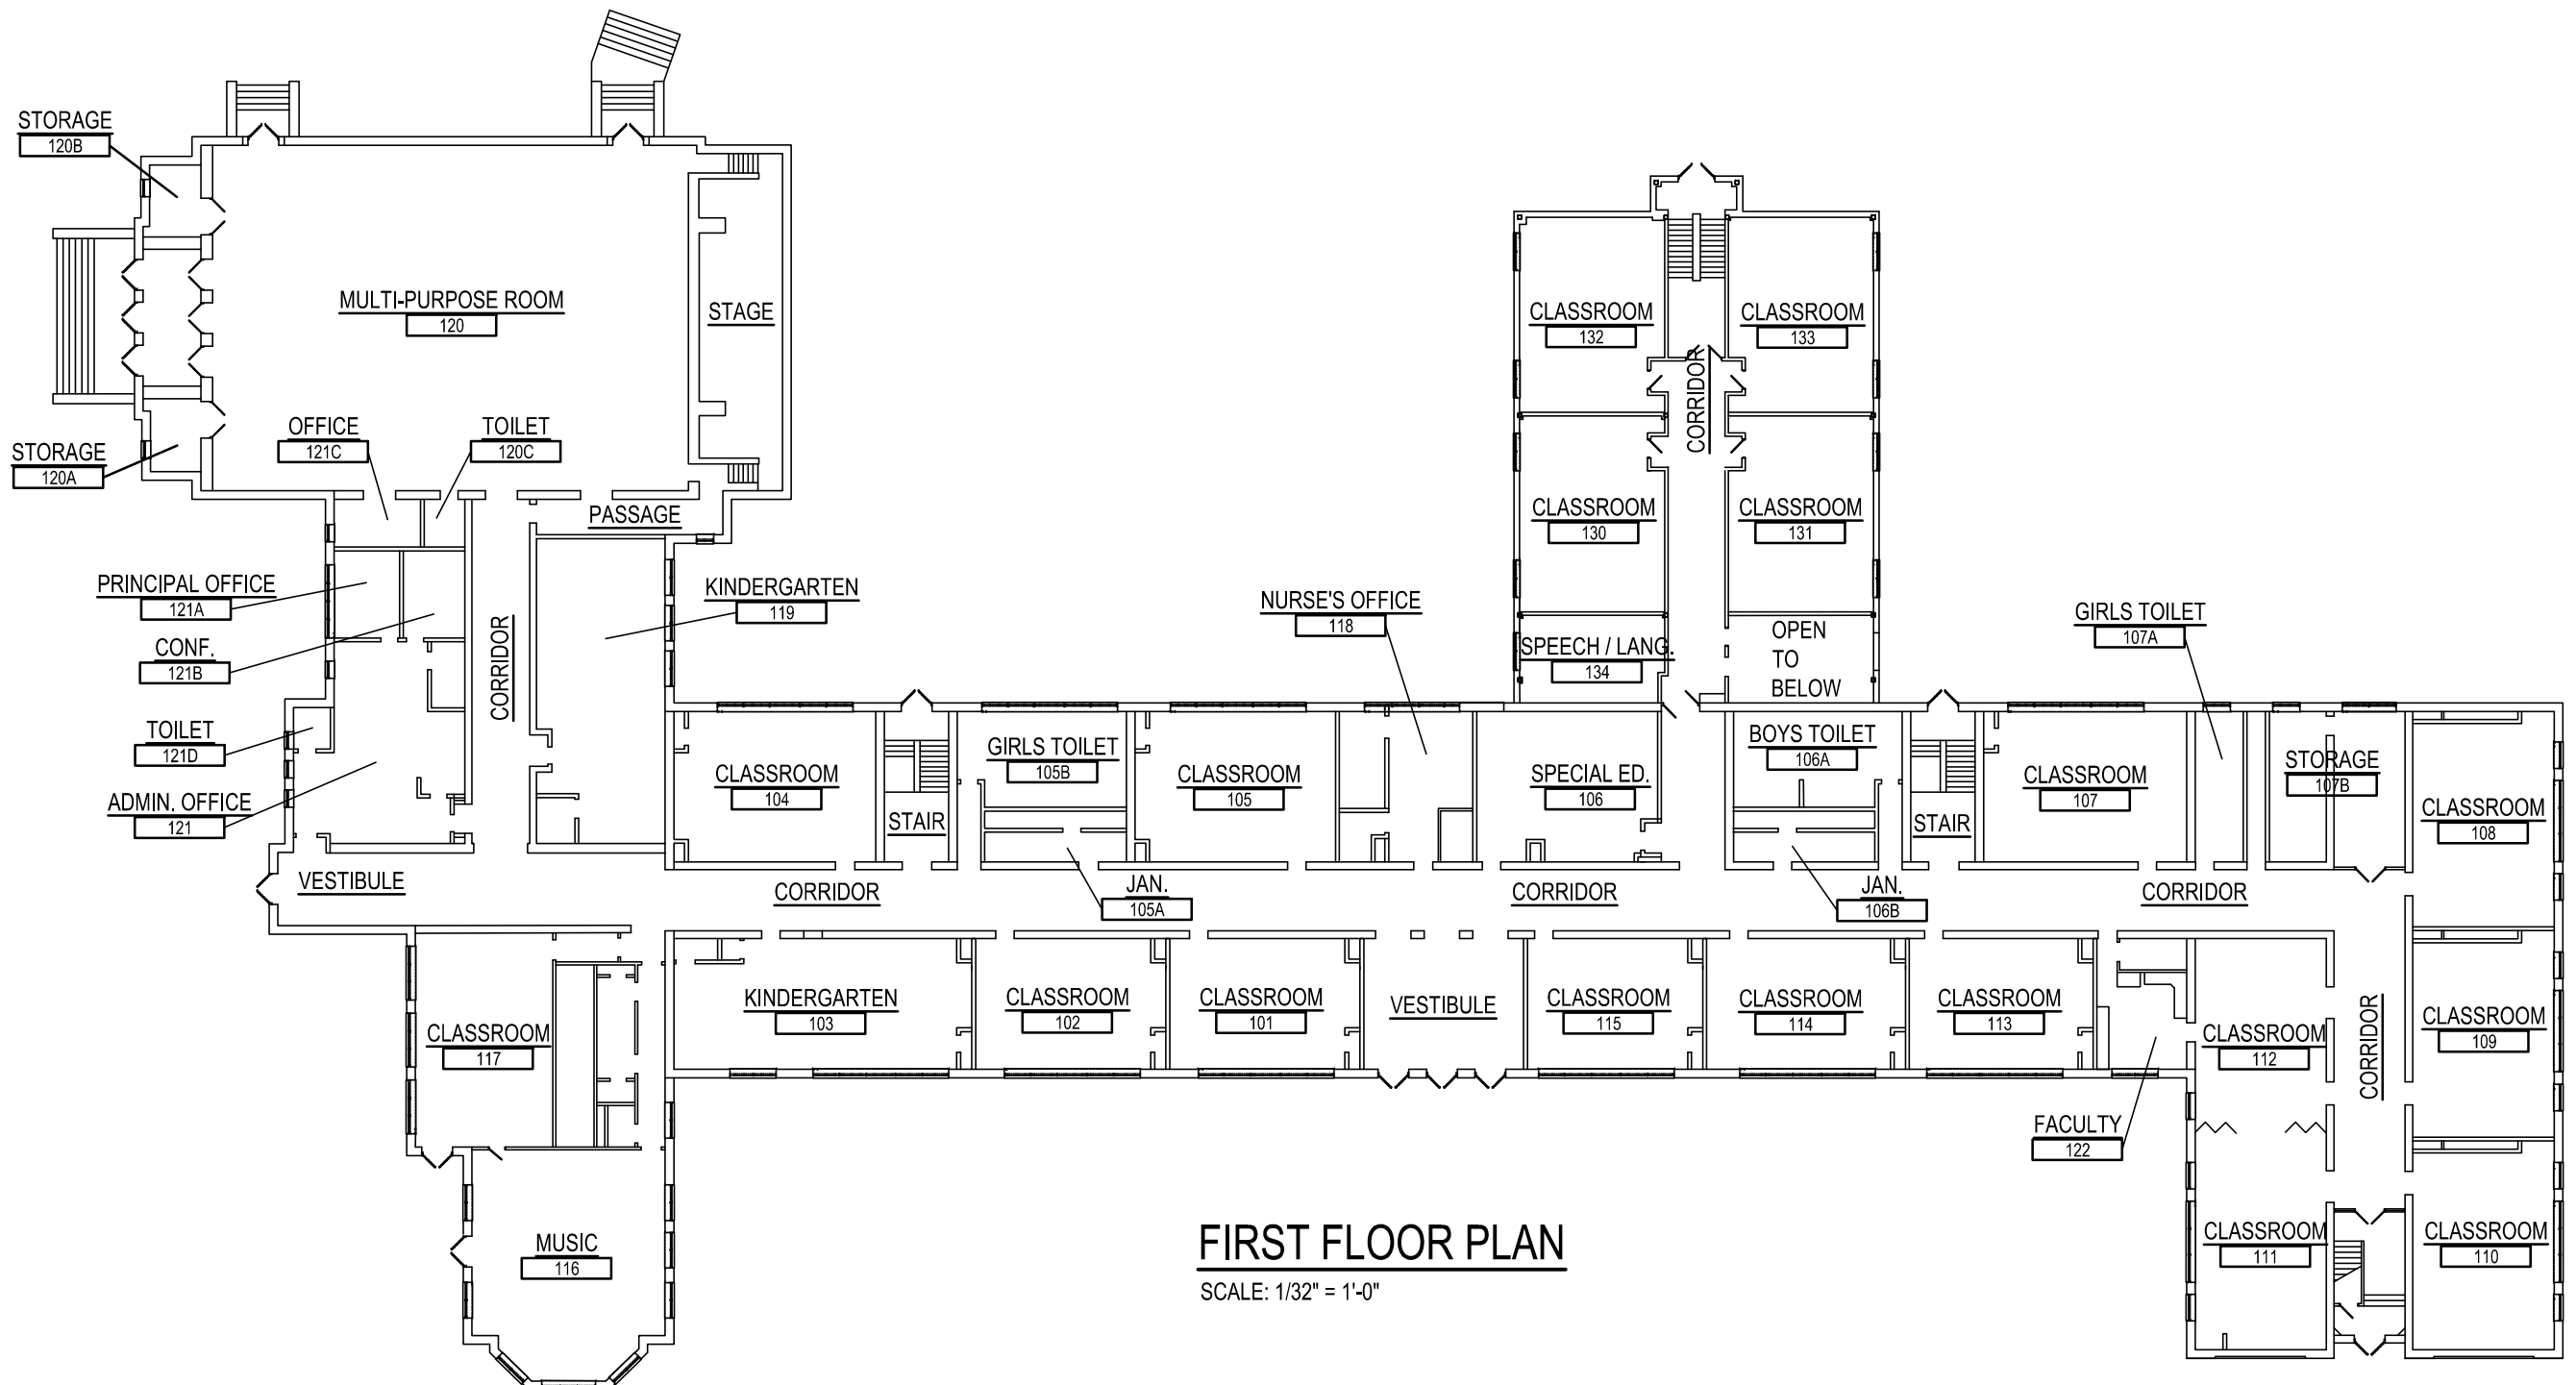 STORAGE
120B
MULTI-PURPOSE ROOM
120
STAGE
STORAGE
120A
OFFICE
121C
TOILET
120C
PASSAGE
PRINCIPAL OFFICE
121A
CONF.
121B
TOILET
121D
ADMIN. OFFICE
121
CORRIDOR
KINDERGARTEN
119
VESTIBULE
CLASSROOM
104
STAIR
GIRLS TOILET
105B
CLASSROOM
105
NURSE'S OFFICE
118
SPECIAL ED.
106
CLASSROOM
132
CLASSROOM
133
CORRIDOR
CLASSROOM
130
CLASSROOM
131
SPEECH / LANG.
134
OPEN
TO
BELOW
BOYS TOILET
106A
STAIR
CLASSROOM
107
GIRLS TOILET
107A
STORAGE
107B
CLASSROOM
108
CORRIDOR
JAN.
105A
CORRIDOR
JAN.
106B
CORRIDOR
CLASSROOM
117
KINDERGARTEN
103
CLASSROOM
102
CLASSROOM
101
VESTIBULE
CLASSROOM
115
CLASSROOM
114
CLASSROOM
113
CLASSROOM
112
CORRIDOR
CLASSROOM
109
FACULTY
122
MUSIC
116
CLASSROOM
111
CLASSROOM
110
FIRST FLOOR PLAN
SCALE: 1/32" = 1'-0"